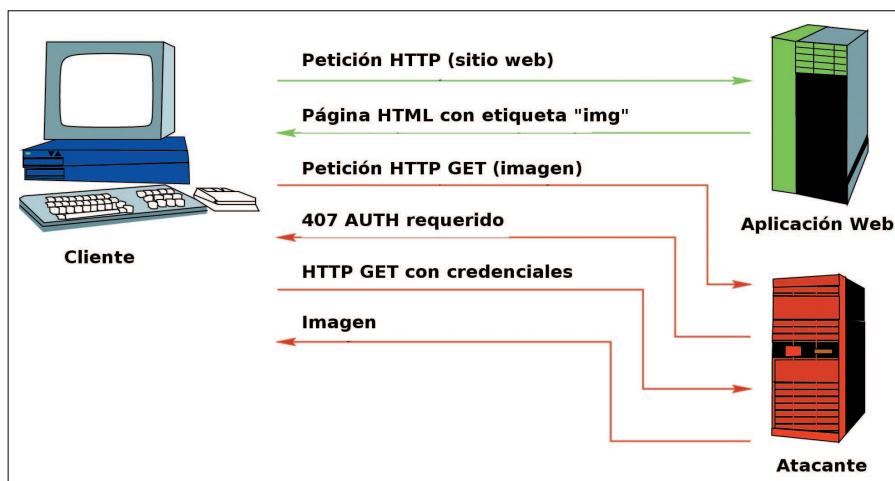 Petición HTTP (sitio web)
Página HTML con etiqueta "img"
Petición HTTP GET (imagen)
407 AUTH requerido
HTTP GET con credenciales
Imagen
Cliente
Aplicación Web
Atacante